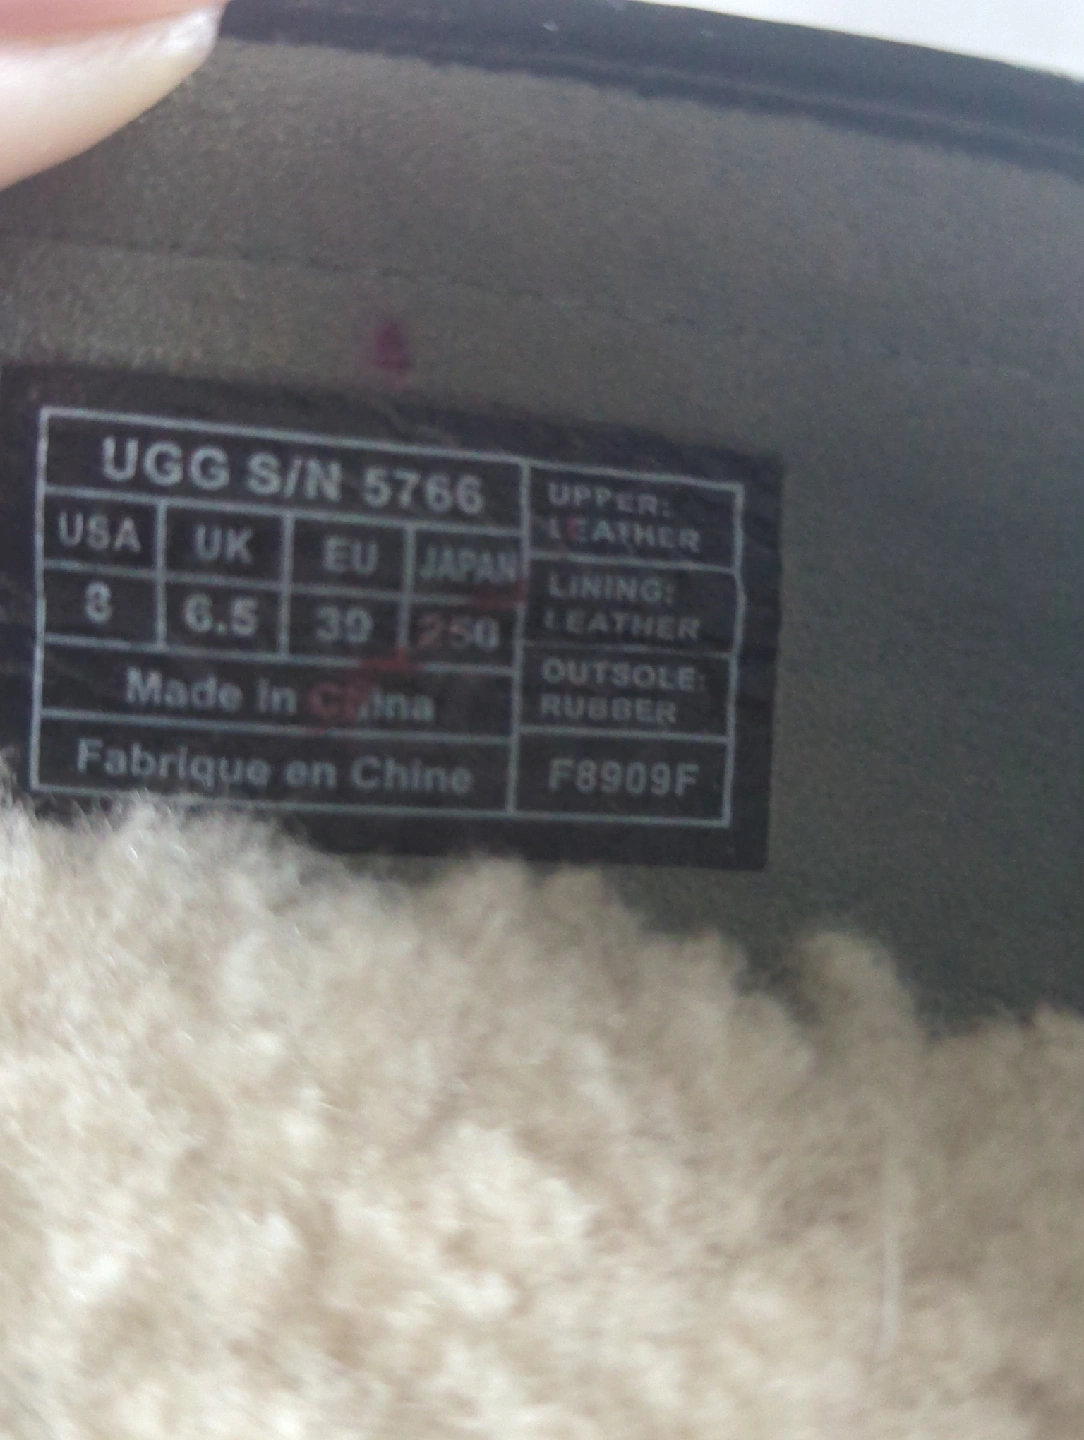 UGG S/N 5766
USA UK EU JAPAN
8 6.5 39 250
Made in China
Fabrique en Chine
UPPER:
LEATHER
LINING:
LEATHER
OUTSOLE:
RUBBER
F8909F